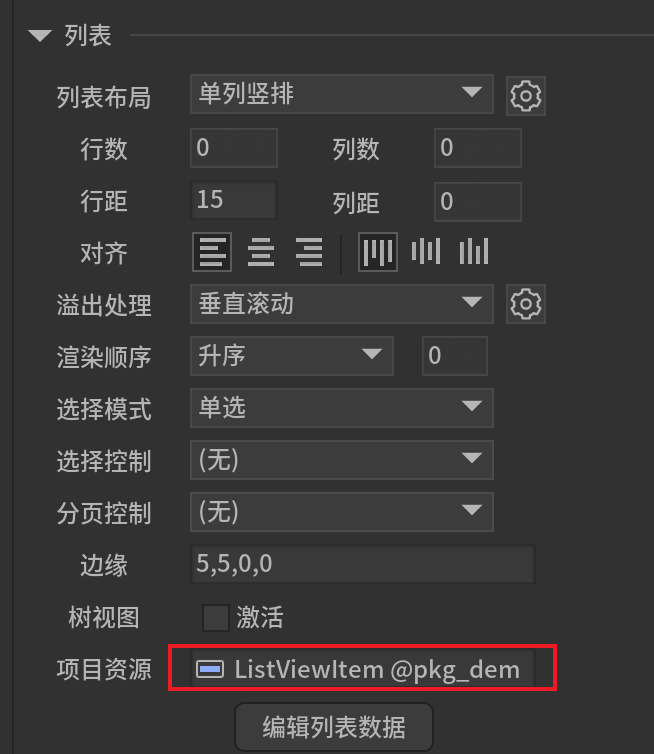 列表
列表布局 单列竖排
行数 0 列数 0
行距 15 列距 0
对齐
溢出处理 垂直滚动
渲染顺序 升序 0
选择模式 单选
选择控制 (无)
分页控制 (无)
边缘 5,5,0,0
树视图 激活
项目资源 ListViewItem @pkg_dem
编辑列表数据